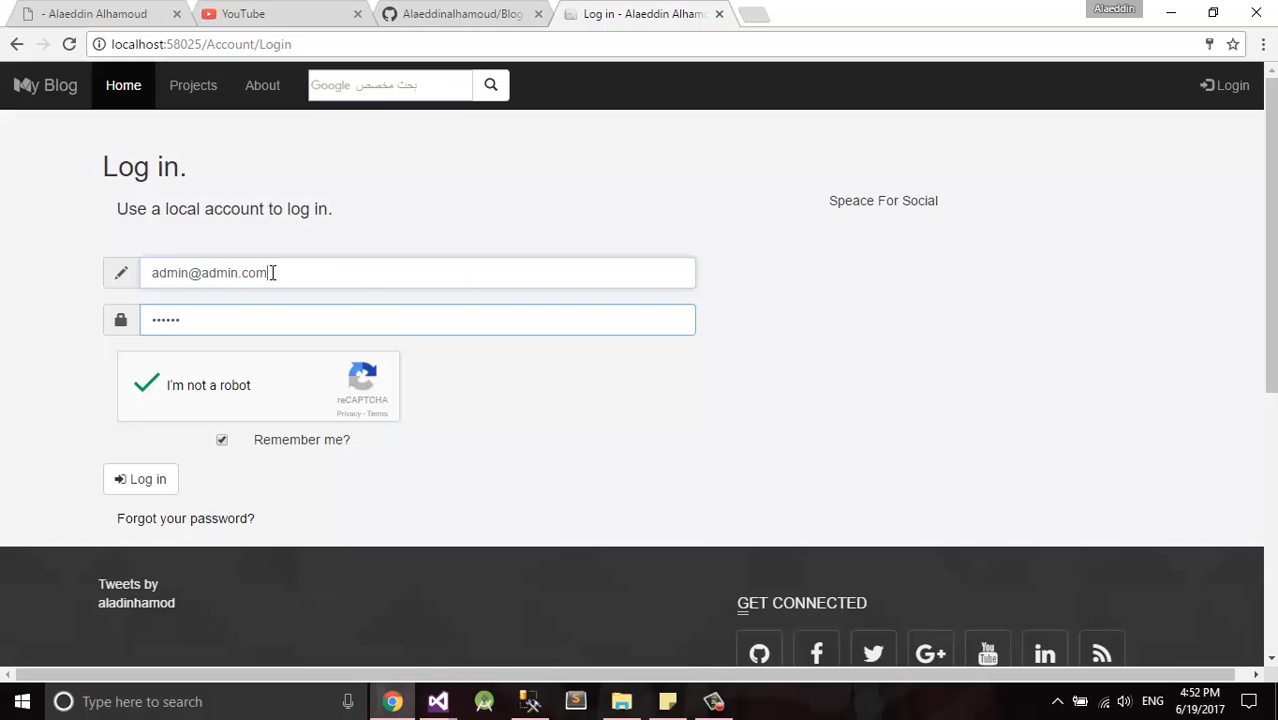 - Alaeddin Alhamoud
YouTube
Alaeddinalhamoud/Blog
Log in - Alaeddin Alhamo
Alaeddin
localhost:58025/Account/Login
My Blog
Home
Projects
About
Google بحث مخصص
Login
Log in.
Use a local account to log in.
Speace For Social
admin@admin.com
I'm not a robot
reCAPTCHA
Privacy - Terms
Remember me?
Log in
Forgot your password?
Tweets by
aladinhamod
GET CONNECTED
Type here to search
ENG
4:52 PM
6/19/2017